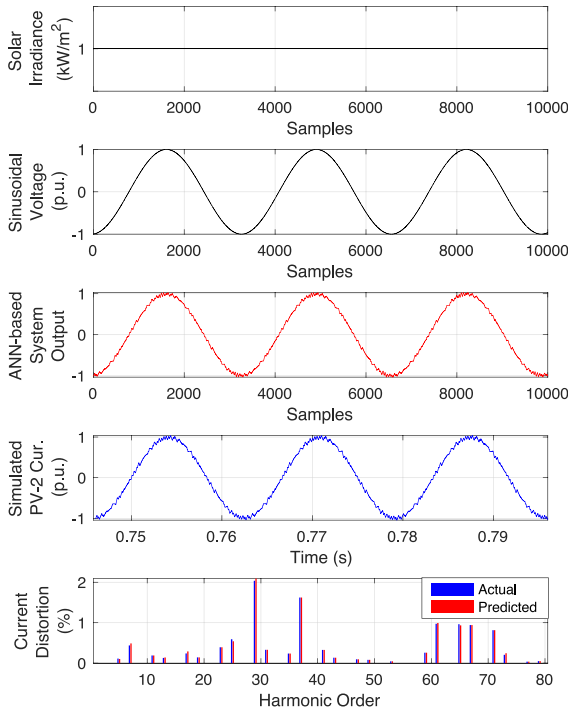 Solar
Irradiance
(kW/m²)
1
0 2000 4000 6000 8000 10000
Samples
Sinusoidal
Voltage
(p.u.)
1
0
-1
0 2000 4000 6000 8000 10000
Samples
ANN-based
System
Output
1
0
-1
0 2000 4000 6000 8000 10000
Samples
Simulated
PV-2 Cur.
(p.u.)
1
0
-1
0.75 0.76 0.77 0.78 0.79
Time (s)
Current
Distortion
(%)
2
1
0
Actual
Predicted
10 20 30 40 50 60 70 80
Harmonic Order